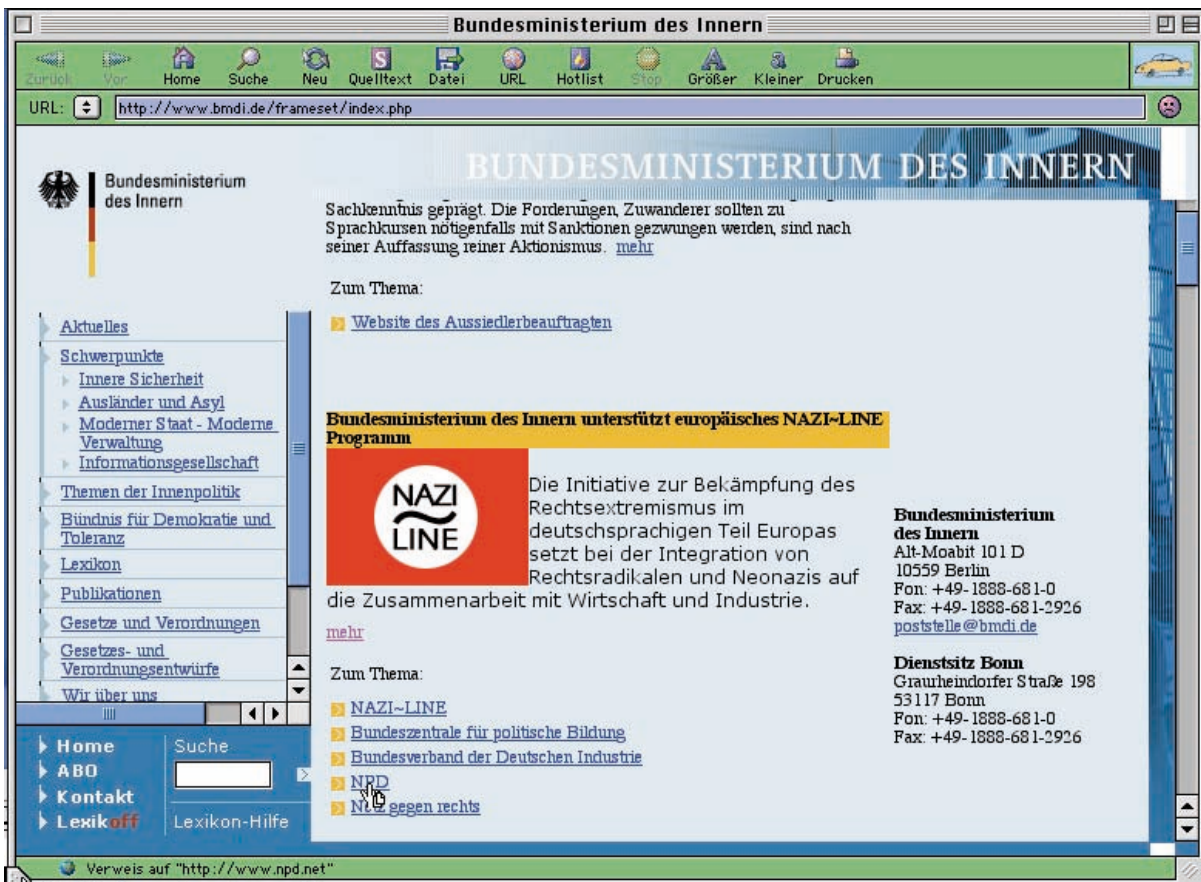 Bundesministerium des Innern
Zurück Vor Home Suche Neu Quelltext Datei URL Hotlist Stop Größer Kleiner Drucken
URL: http://www.bmdi.de/frameset/index.php
BUNDESMINISTERIUM DES INNERN
Bundesministerium
des Innern
Aktuelles
Schwerpunkte
Innere Sicherheit
Ausländer und Asyl
Moderner Staat - Moderne
Verwaltung
Informationsgesellschaft
Themen der Innenpolitik
Bündnis für Demokratie und
Toleranz
Lexikon
Publikationen
Gesetze und Verordnungen
Gesetzes- und
Verordnungsentwürfe
Wir über uns
Home
ABO
Kontakt
Lexikoff
Suche
Lexikon-Hilfe
Sachkenntnis geprägt. Die Forderungen, Zuwanderer sollten zu
Sprachkursen nötigenfalls mit Sanktionen gezwungen werden, sind nach
seiner Auffassung reiner Aktionismus. mehr
Zum Thema:
Website des Aussiedlerbeauftragten
Bundesministerium des Innern unterstützt europäisches NAZI~LINE
Programm
NAZI
~
LINE
Die Initiative zur Bekämpfung des
Rechtsextremismus im
deutschsprachigen Teil Europas
setzt bei der Integration von
Rechtsradikalen und Neonazis auf
die Zusammenarbeit mit Wirtschaft und Industrie.
mehr
Zum Thema:
NAZI~LINE
Bundeszentrale für politische Bildung
Bundesverband der Deutschen Industrie
NPD
Netz gegen rechts
Bundesministerium
des Innern
Alt-Moabit 101 D
10559 Berlin
Fon: +49-1888-681-0
Fax: +49-1888-681-2926
poststelle@bmdi.de
Dienstsitz Bonn
Graurheindorfer Straße 198
53117 Bonn
Fon: +49-1888-681-0
Fax: +49-1888-681-2926
Verweis auf "http://www.npd.net"